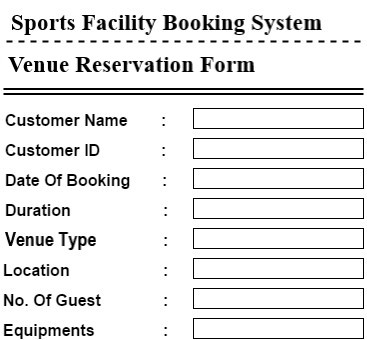 Sports Facility Booking System
Venue Reservation Form
Customer Name :
Customer ID :
Date Of Booking :
Duration :
Venue Type :
Location :
No. Of Guest :
Equipments :